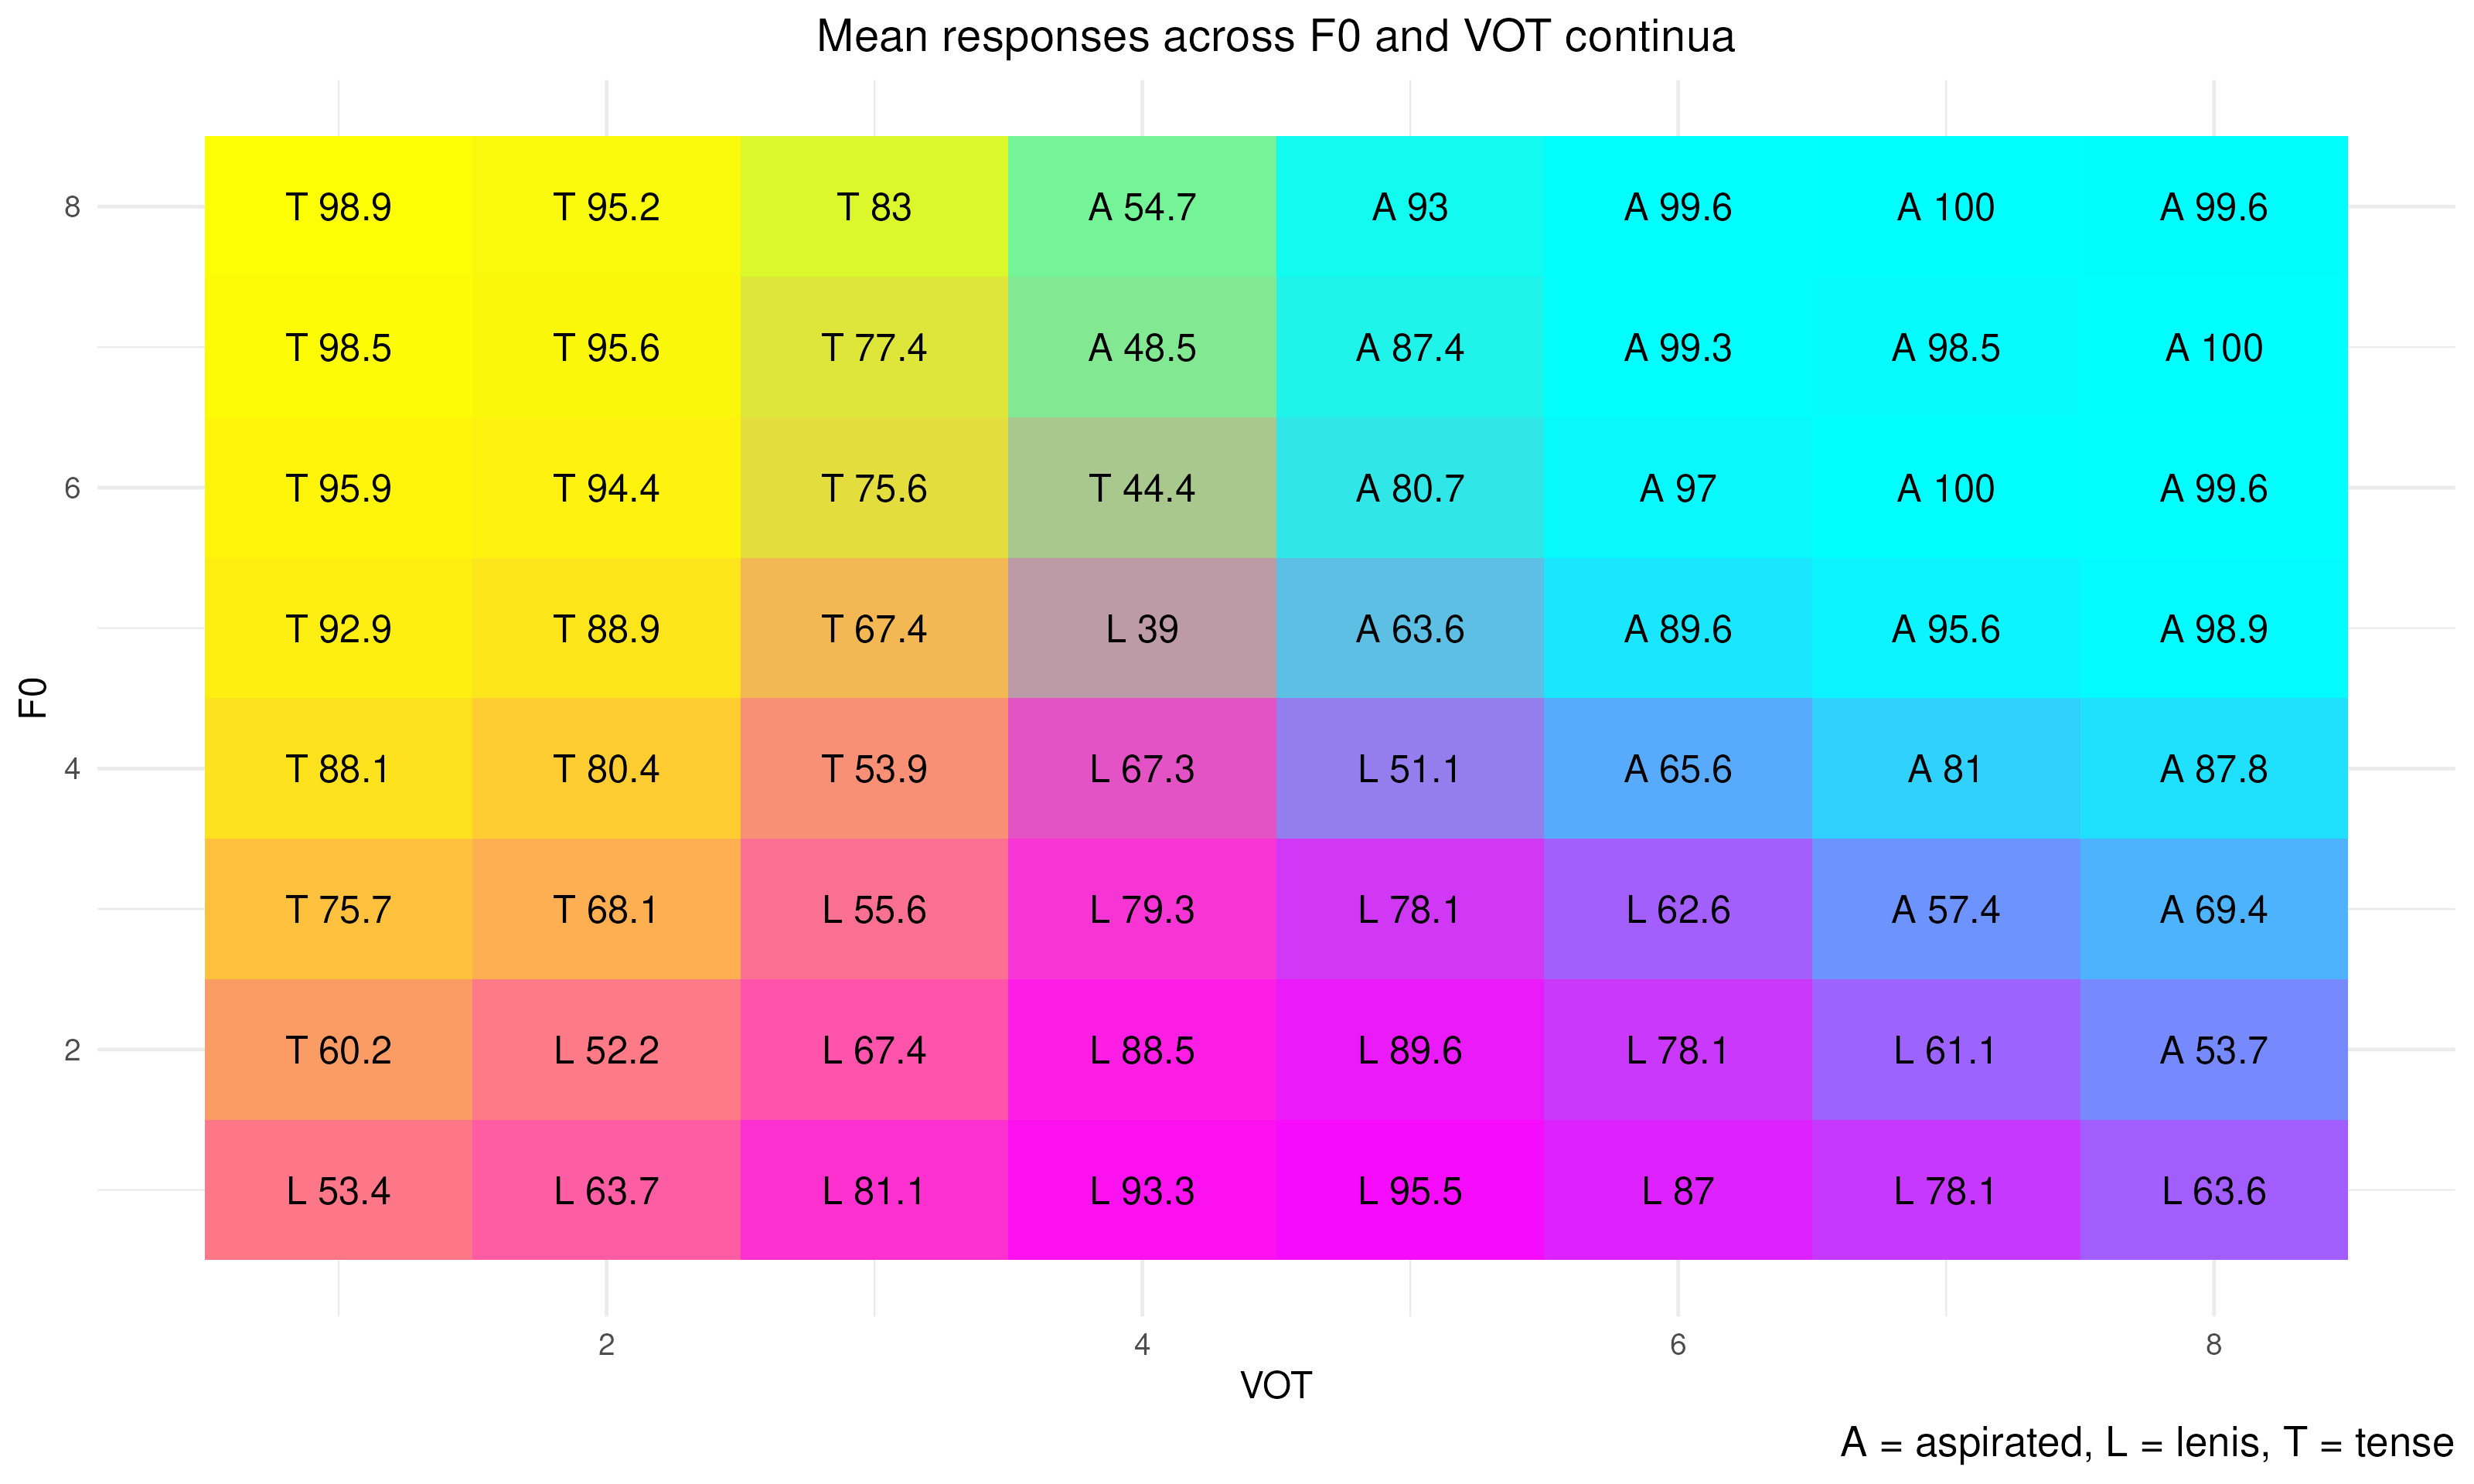 Mean responses across F0 and VOT continua
8
T 98.9 T 95.2 T 83 A 54.7 A 93 A 99.6 A 100 A 99.6
T 98.5 T 95.6 T 77.4 A 48.5 A 87.4 A 99.3 A 98.5 A 100
6
T 95.9 T 94.4 T 75.6 T 44.4 A 80.7 A 97 A 100 A 99.6
T 92.9 T 88.9 T 67.4 L 39 A 63.6 A 89.6 A 95.6 A 98.9
F0
4
T 88.1 T 80.4 T 53.9 L 67.3 L 51.1 A 65.6 A 81 A 87.8
T 75.7 T 68.1 L 55.6 L 79.3 L 78.1 L 62.6 A 57.4 A 69.4
2
T 60.2 L 52.2 L 67.4 L 88.5 L 89.6 L 78.1 L 61.1 A 53.7
L 53.4 L 63.7 L 81.1 L 93.3 L 95.5 L 87 L 78.1 L 63.6
2 4 6 8
VOT
A = aspirated, L = lenis, T = tense